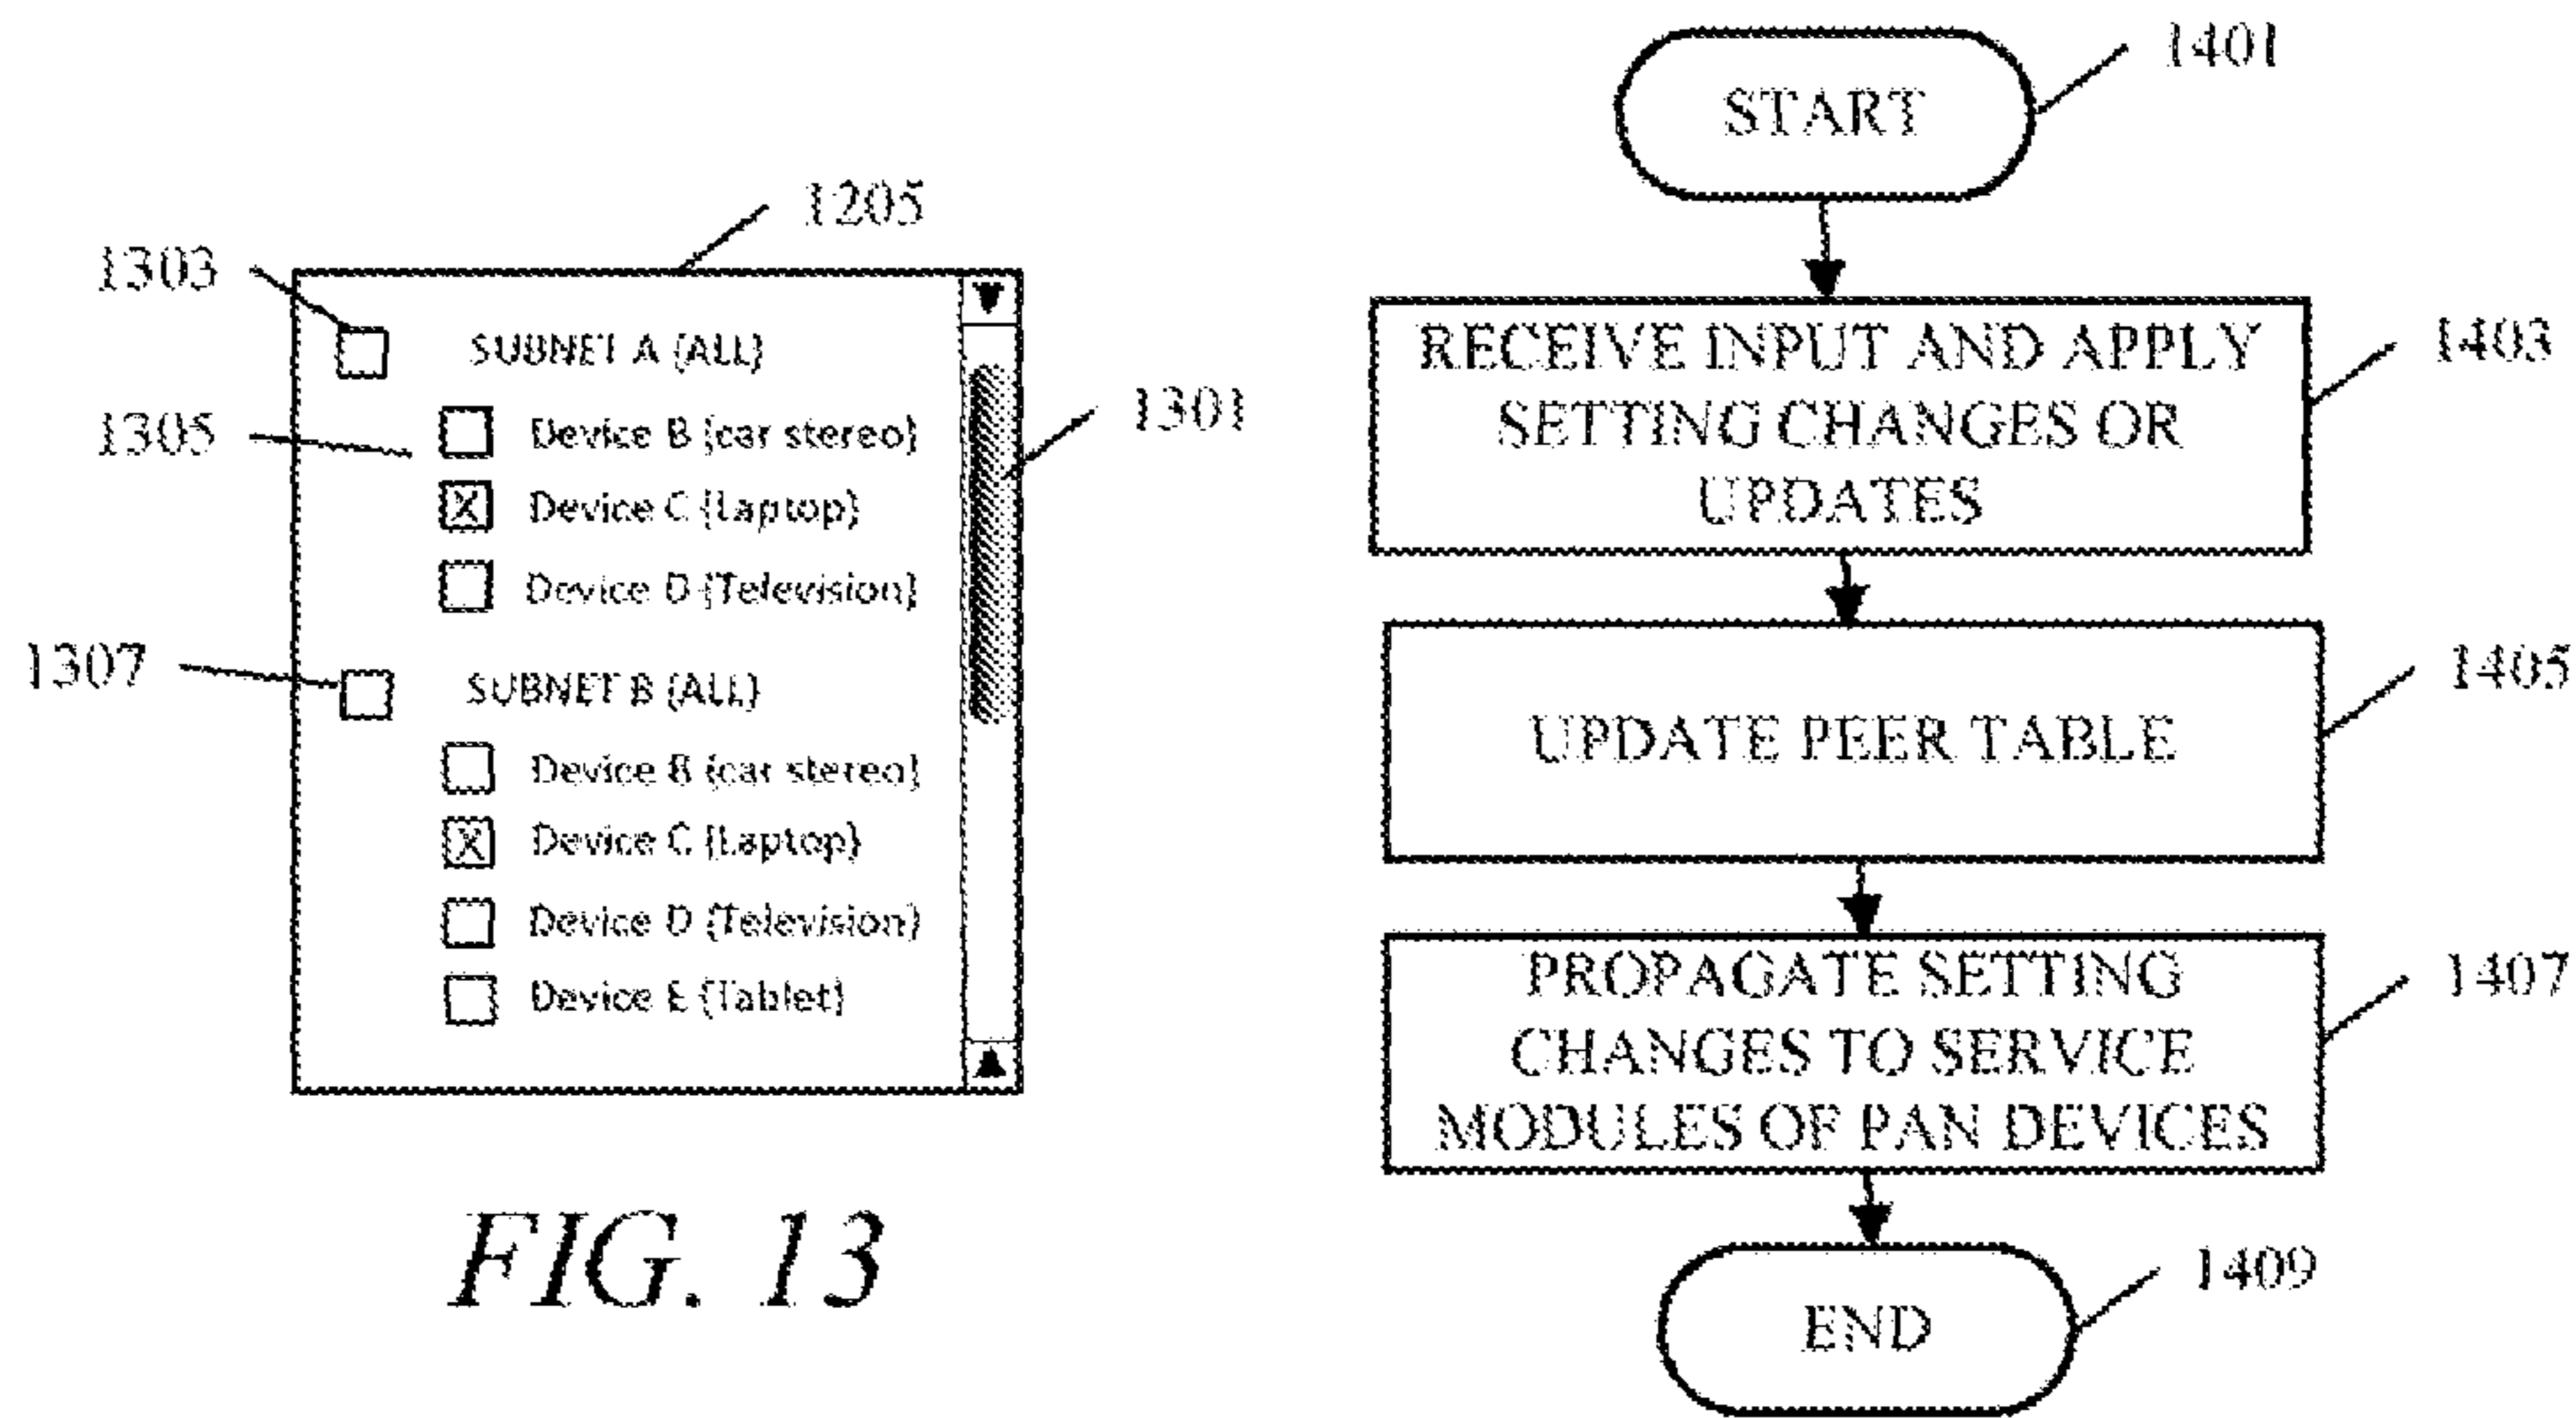 1205
1303
SUBNET A (ALL)
1305
Device B (car stereo)
1301
X Device C (Laptop)
Device D (Television)
1307
SUBNET B (ALL)
Device B (car stereo)
X Device C (Laptop)
Device D (Television)
Device E (Tablet)
FIG. 13
1401
START
1403
RECEIVE INPUT AND APPLY
SETTING CHANGES OR
UPDATES
1405
UPDATE PEER TABLE
1407
PROPAGATE SETTING
CHANGES TO SERVICE
MODULES OF PAN DEVICES
1409
END